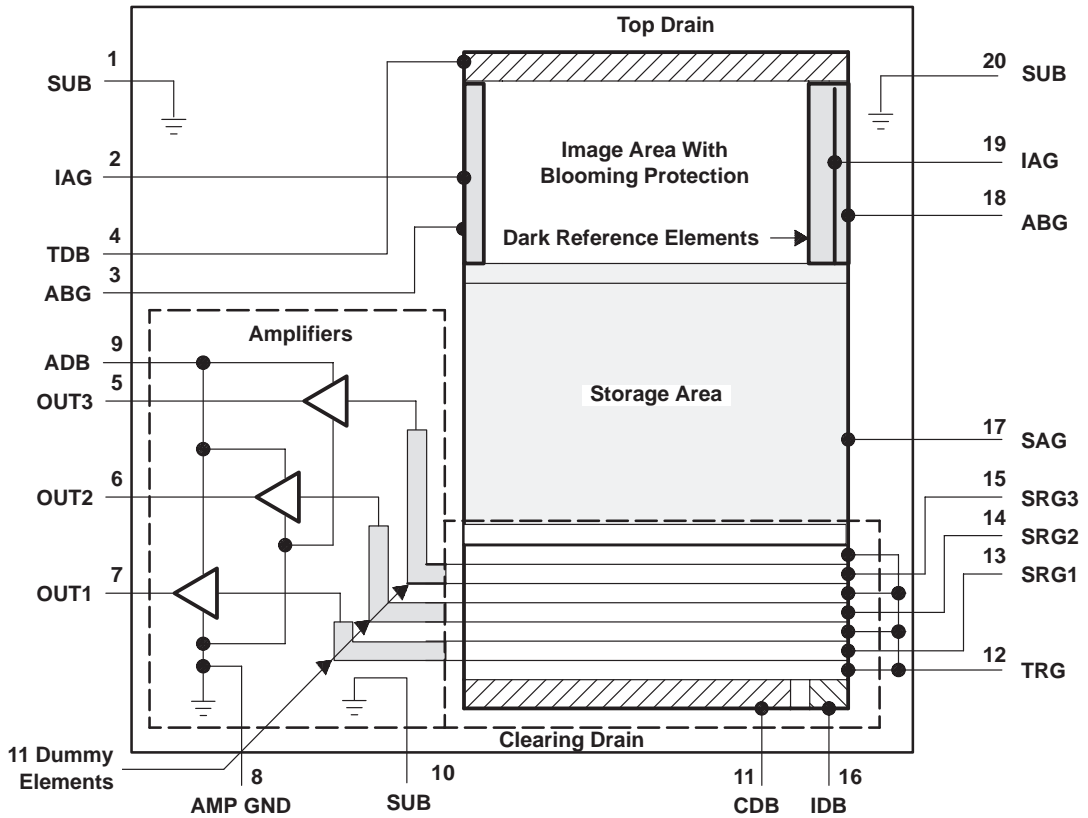 Top Drain
1
SUB
20
SUB
2
IAG
Image Area With
Blooming Protection
19
IAG
18
ABG
4
TDB
Dark Reference Elements
3
ABG
Amplifiers
9
ADB
5
OUT3
Storage Area
17
SAG
6
OUT2
15
SRG3
14
SRG2
7
OUT1
13
SRG1
12
TRG
Clearing Drain
11 Dummy
Elements
8
AMP GND
10
SUB
11
CDB
16
IDB